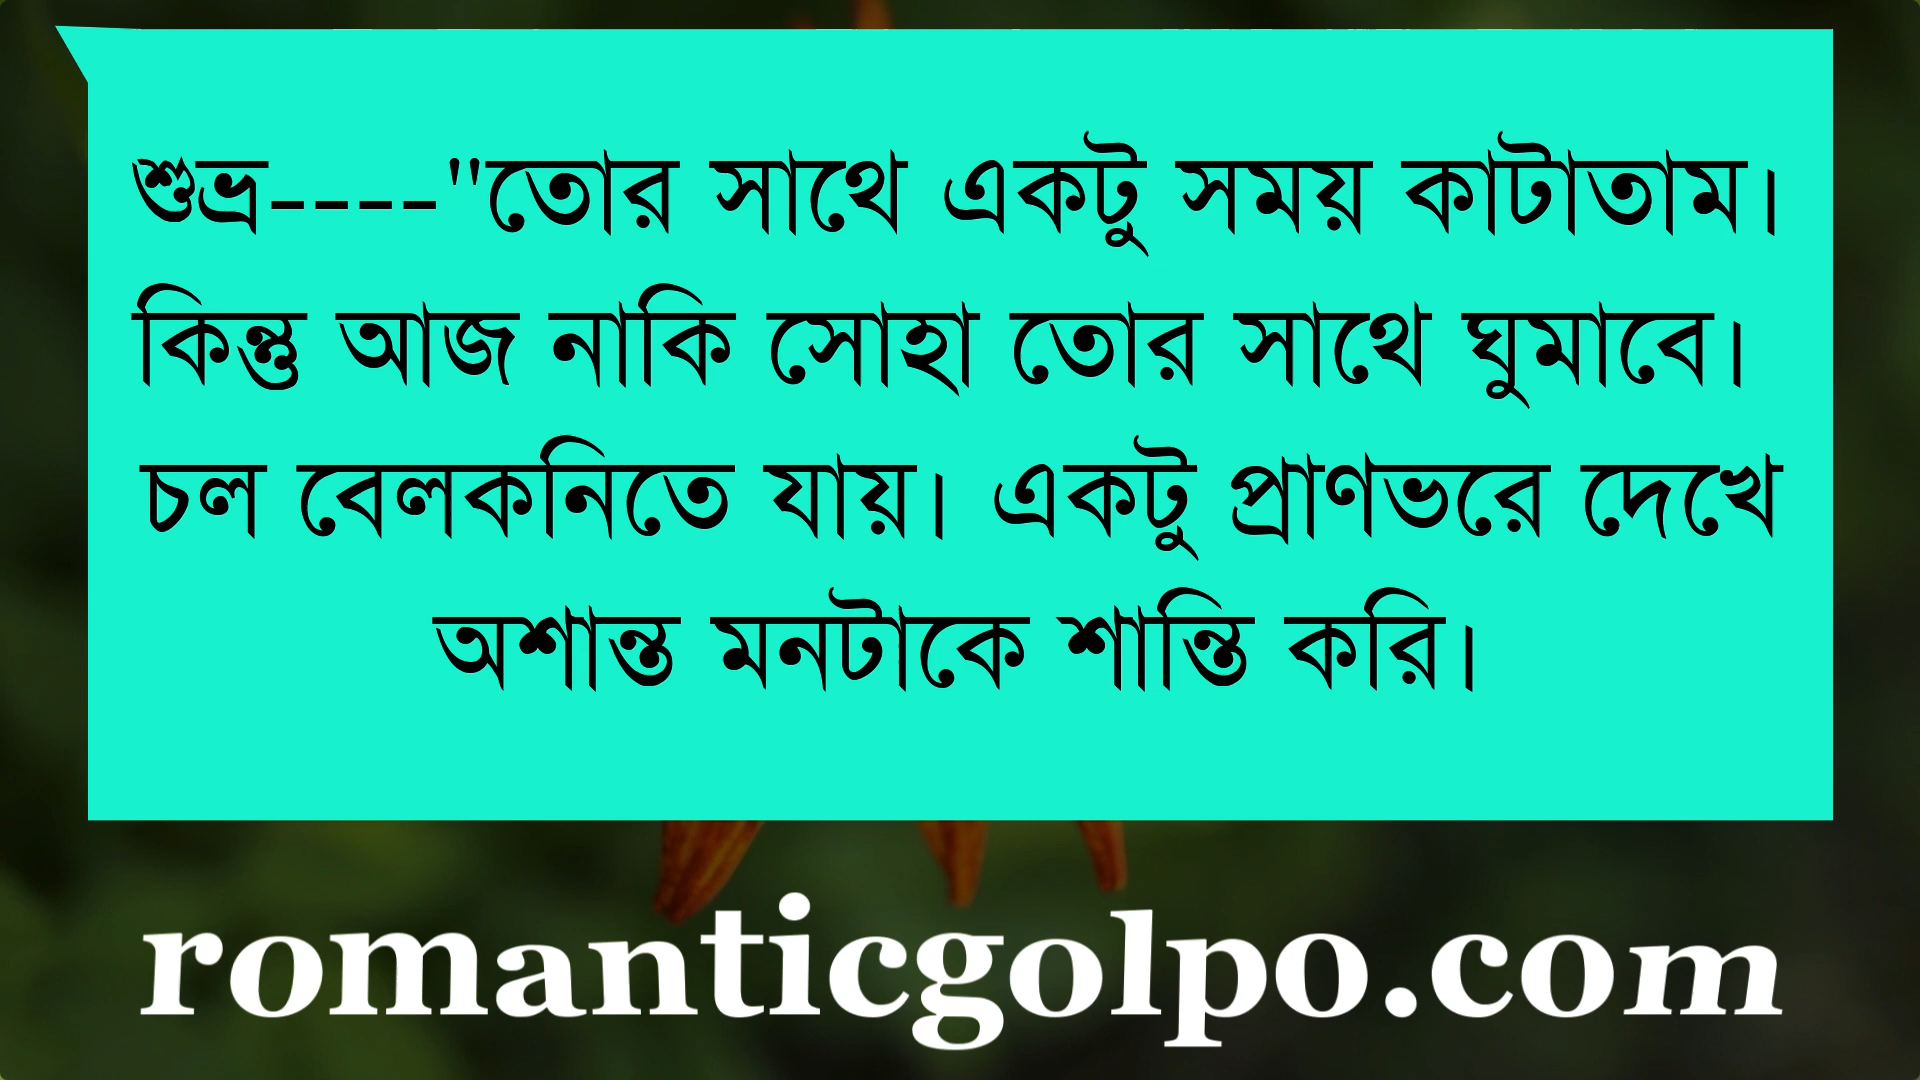 শুভ্র----"তোর সাথে একটু সময় কাটাতাম।
কিন্তু আজ নাকি সোহা তোর সাথে ঘুমাবে।
চল বেলকনিতে যায়। একটু প্রাণভরে দেখে
অশান্ত মনটাকে শান্তি করি।
romanticgolpo.com